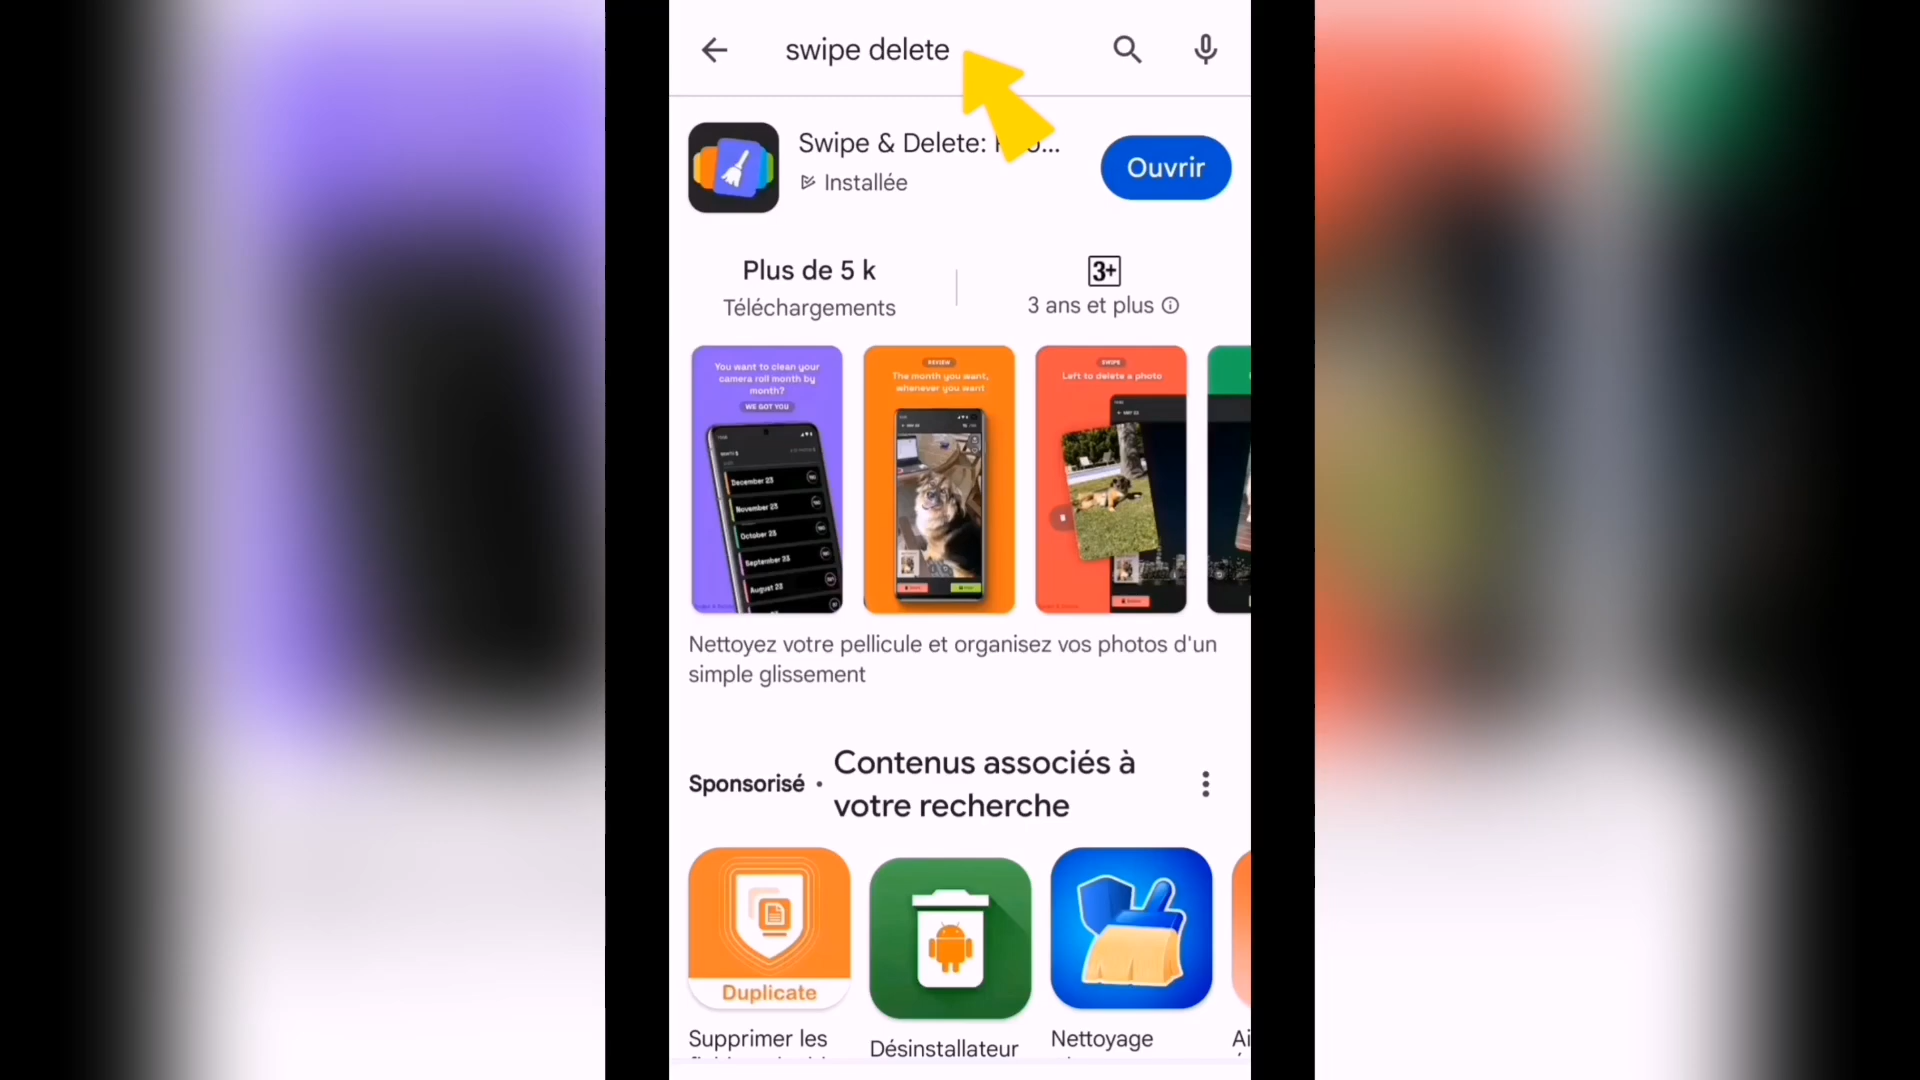 swipe delete
Swipe & Delete:
Installée
Ouvrir
Plus de 5 k
Téléchargements
3+
3 ans et plus
You want to clean your
camera roll month by
month?
WE GOT YOU
December 23
November 23
October 23
September 23
August 23
REVIEW
The month you want,
whenever you want
SWIPE
Left to delete a photo
Nettoyez votre pellicule et organisez vos photos d'un
simple glissement
Sponsorisé •
Contenus associés à
votre recherche
Duplicate
Supprimer les
Désinstallateur
Nettoyage